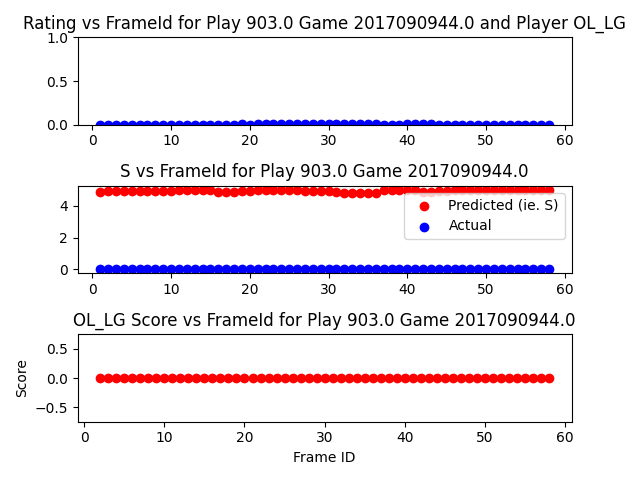 Rating vs FrameId for Play 903.0 Game 2017090944.0 and Player OL_LG
1.0
0.5
0.0
0 10 20 30 40 50 60
S vs FrameId for Play 903.0 Game 2017090944.0
4
2
0
Predicted (ie. S)
Actual
0 10 20 30 40 50 60
OL_LG Score vs FrameId for Play 903.0 Game 2017090944.0
Score
0.5
0.0
−0.5
0 10 20 30 40 50 60
Frame ID